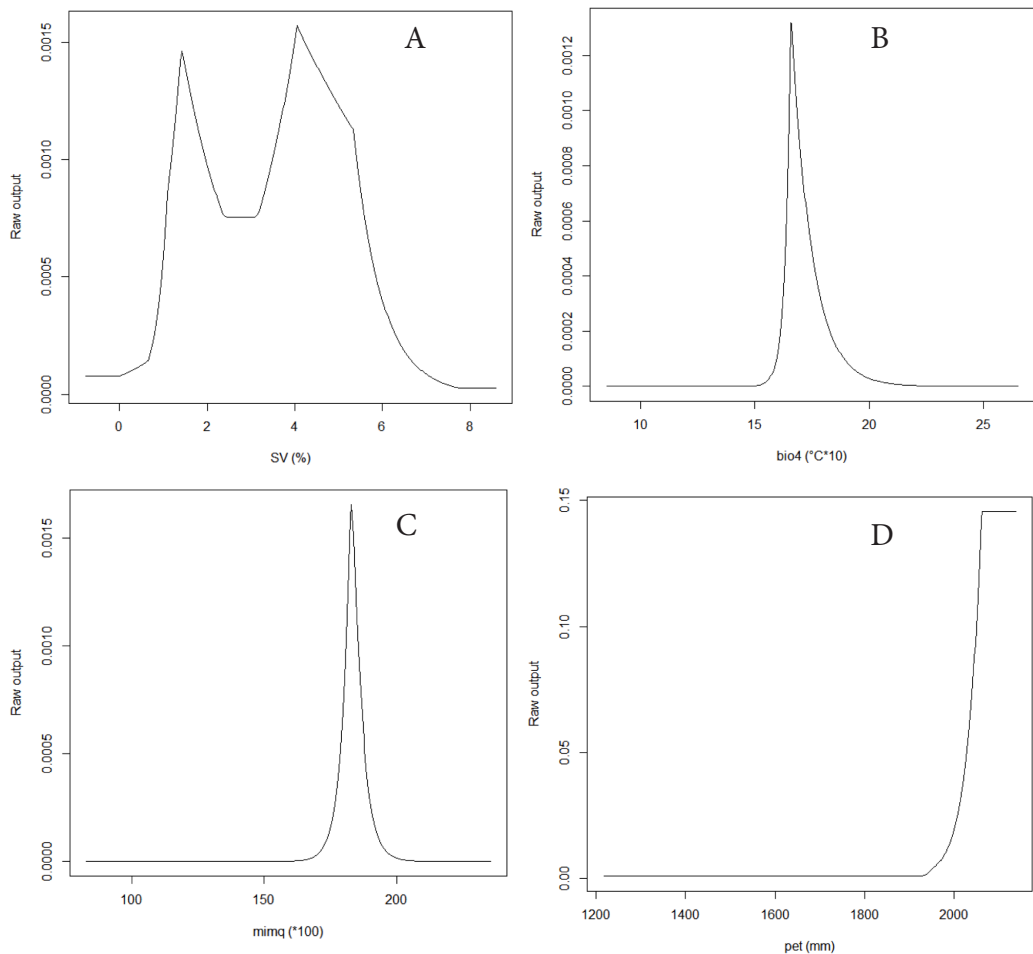 A
Raw output
0.0000
0.0005
0.0010
0.0015
0 2 4 6 8
SV (%)
B
Raw output
0.0000
0.0002
0.0004
0.0006
0.0008
0.0010
0.0012
10 15 20 25
bio4 (°C*10)
C
Raw output
0.0000
0.0005
0.0010
0.0015
100 150 200
mimq (*100)
D
Raw output
0.00
0.05
0.10
0.15
1200 1400 1600 1800 2000
pet (mm)